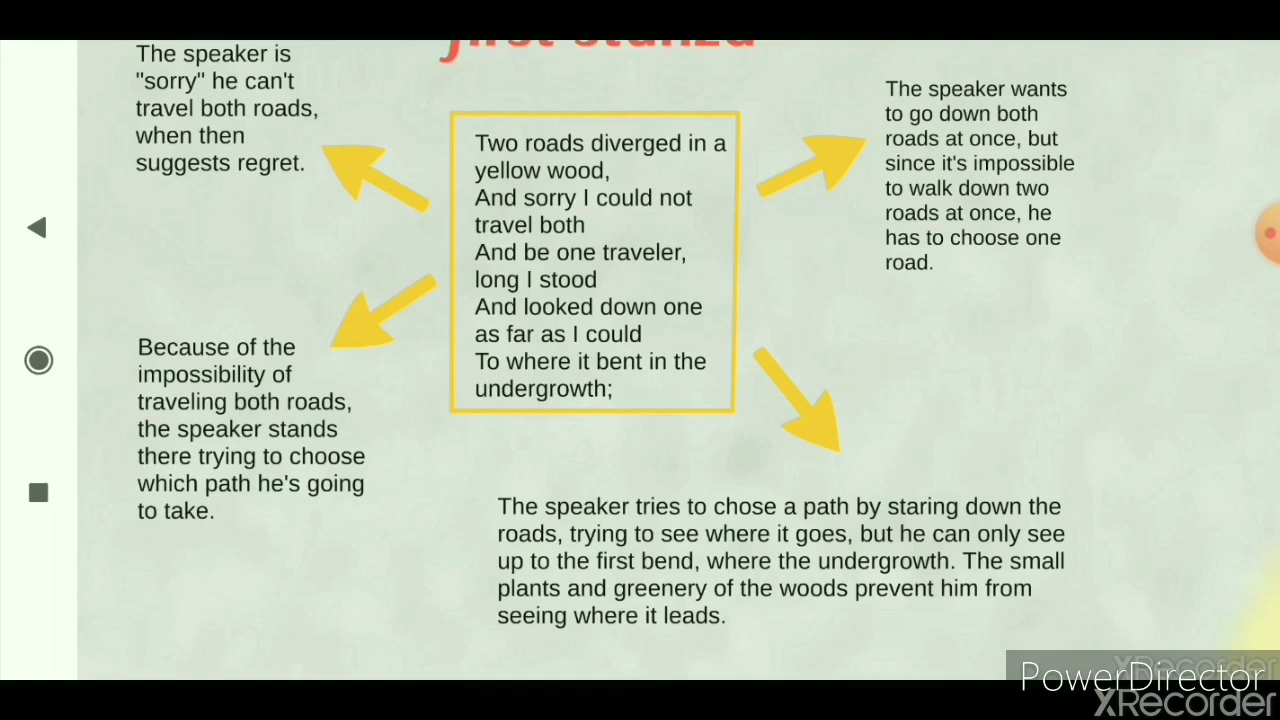 first stanza
The speaker is
"sorry" he can't
travel both roads,
when then
suggests regret.
Two roads diverged in a
yellow wood,
And sorry I could not
travel both
And be one traveler,
long I stood
And looked down one
as far as I could
To where it bent in the
undergrowth;
The speaker wants
to go down both
roads at once, but
since it's impossible
to walk down two
roads at once, he
has to choose one
road.
Because of the
impossibility of
traveling both roads,
the speaker stands
there trying to choose
which path he's going
to take.
The speaker tries to chose a path by staring down the
roads, trying to see where it goes, but he can only see
up to the first bend, where the undergrowth. The small
plants and greenery of the woods prevent him from
seeing where it leads.
XRecorder
PowerDirector
XRecorder